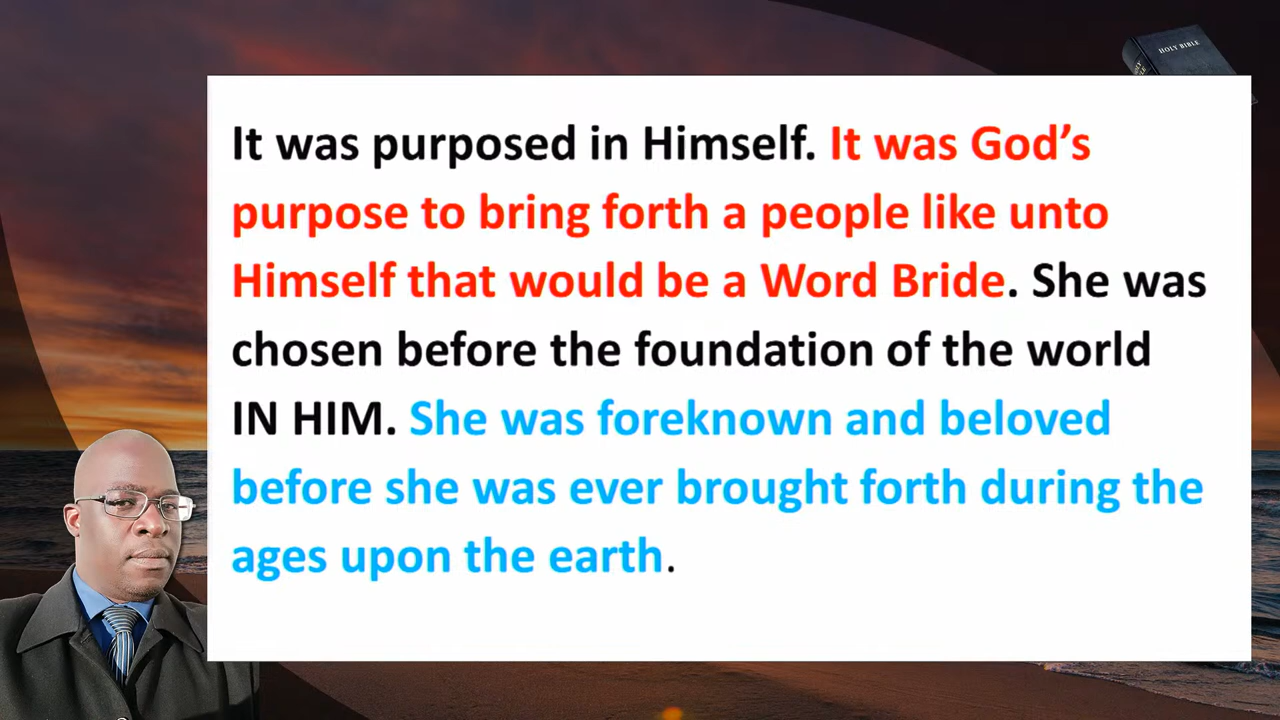 HOLY BIBLE
It was purposed in Himself. It was God’s
purpose to bring forth a people like unto
Himself that would be a Word Bride. She was
chosen before the foundation of the world
IN HIM. She was foreknown and beloved
before she was ever brought forth during the
ages upon the earth.